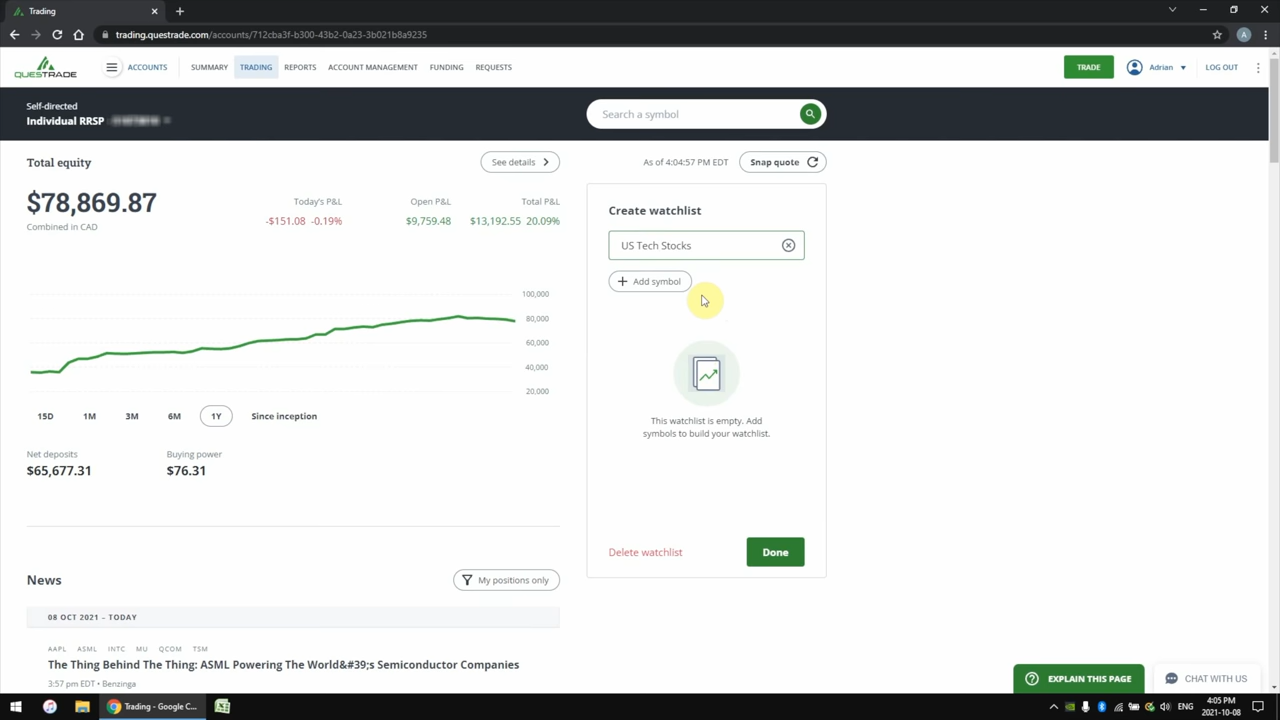 Trading
trading.questrade.com/accounts/712cba3f-b300-43b2-0a23-3b021b8a9235
A
QUESTRADE
ACCOUNTS
SUMMARY
TRADING
REPORTS
ACCOUNT MANAGEMENT
FUNDING
REQUESTS
TRADE
Adrian
LOG OUT
Self-directed
Individual RRSP
Search a symbol
Total equity
See details
As of 4:04:57 PM EDT
Snap quote
$78,869.87
Combined in CAD
Today's P&L
Open P&L
Total P&L
-$151.08 -0.19%
$9,759.48
$13,192.55 20.09%
100,000
80,000
60,000
40,000
20,000
15D
1M
3M
6M
1Y
Since inception
Net deposits
Buying power
$65,677.31
$76.31
Create watchlist
US Tech Stocks
Add symbol
This watchlist is empty. Add
symbols to build your watchlist.
Delete watchlist
Done
News
My positions only
08 OCT 2021 – TODAY
AAPL ASML INTC MU QCOM TSM
The Thing Behind The Thing: ASML Powering The World&#39;s Semiconductor Companies
3:57 pm EDT • Benzinga
EXPLAIN THIS PAGE
CHAT WITH US
Trading - Google C...
ENG
4:05 PM
2021-10-08